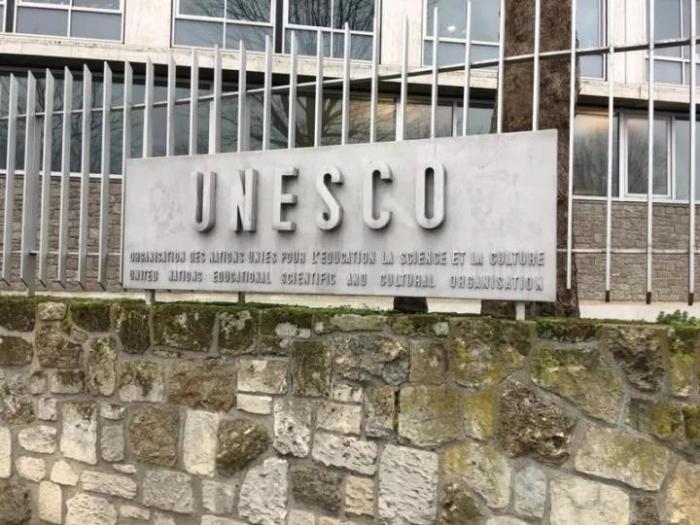 UNESCO
ORGANISATION DES NATIONS UNIES POUR L'EDUCATION LA SCIENCE ET LA CULTURE
UNITED NATIONS EDUCATIONAL SCIENTIFIC AND CULTURAL ORGANISATION